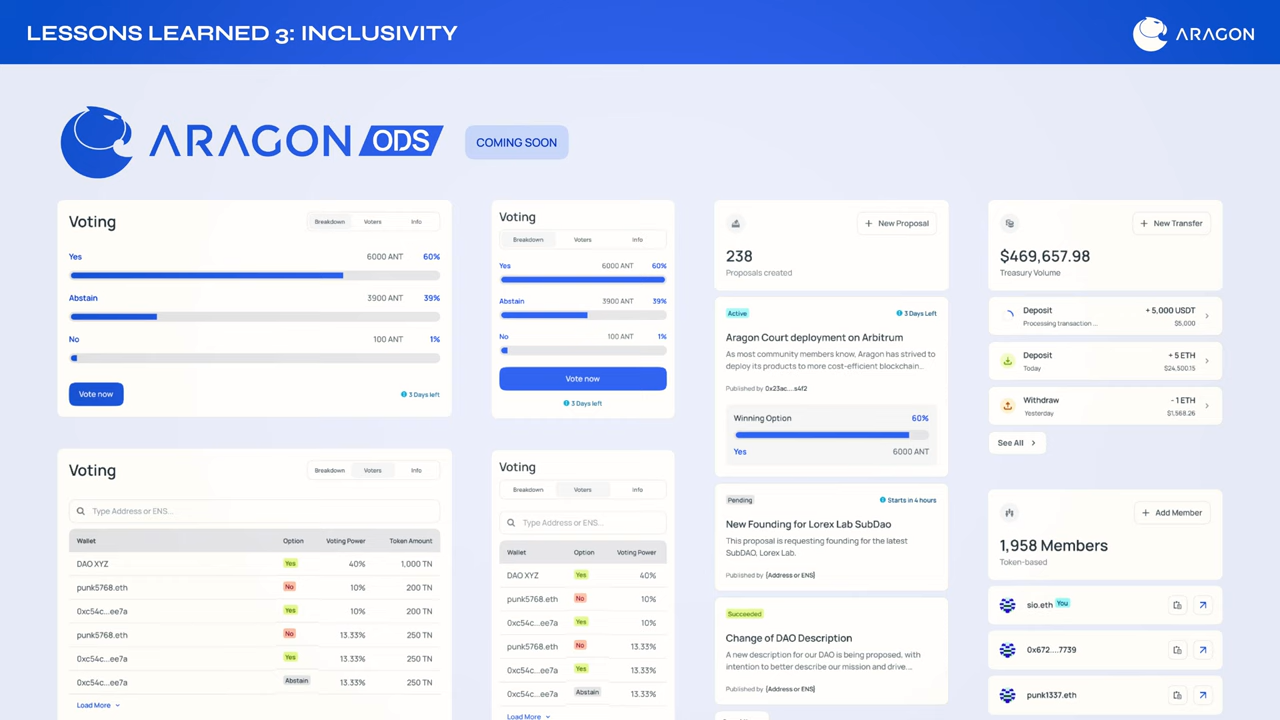 LESSONS LEARNED 3: INCLUSIVITY
ARAGON
ARAGON ODS
COMING SOON
Voting
Breakdown Voters Info
Yes 6000 ANT 60%
Abstain 3900 ANT 39%
No 100 ANT 1%
Vote now
3 Days left
Voting
Breakdown Voters Info
Type Address or ENS...
Wallet Option Voting Power Token Amount
DAO XYZ Yes 40% 1,000 TN
punk5768.eth No 10% 200 TN
0xc54c...ee7a Yes 10% 200 TN
punk5768.eth No 13.33% 250 TN
0xc54c...ee7a Yes 13.33% 250 TN
0xc54c...ee7a Abstain 13.33% 250 TN
Load More
Voting
Breakdown Voters Info
Yes 6000 ANT 60%
Abstain 3900 ANT 39%
No 100 ANT 1%
Vote now
3 Days left
Voting
Breakdown Voters Info
Type Address or ENS...
Wallet Option Voting Power
DAO XYZ Yes 40%
punk5768.eth No 10%
0xc54c...ee7a Yes 10%
punk5768.eth No 13.33%
0xc54c...ee7a Yes 13.33%
0xc54c...ee7a Abstain 13.33%
Load More
+ New Proposal
238
Proposals created
Active 3 Days Left
Aragon Court deployment on Arbitrum
As most community members know, Aragon has strived to
deploy its products to more cost-efficient blockchain...
Published by 0x23ac....s4f2
Winning Option 60%
Yes 6000 ANT
Pending Starts in 4 hours
New Founding for Lorex Lab SubDao
This proposal is requesting founding for the latest
SubDAO, Lorex Lab.
Published by {Address or ENS}
Succeeded
Change of DAO Description
A new description for our DAO is being proposed, with
intention to better describe our mission and drive....
Published by {Address or ENS}
+ New Transfer
$469,657.98
Treasury Volume
Deposit + 5,000 USDT
Processing transaction... $5,000
Deposit + 5 ETH
Today $24,500.15
Withdraw - 1 ETH
Yesterday $1,568.26
See All
+ Add Member
1,958 Members
Token-based
sio.eth You
0x672....7739
punk1337.eth